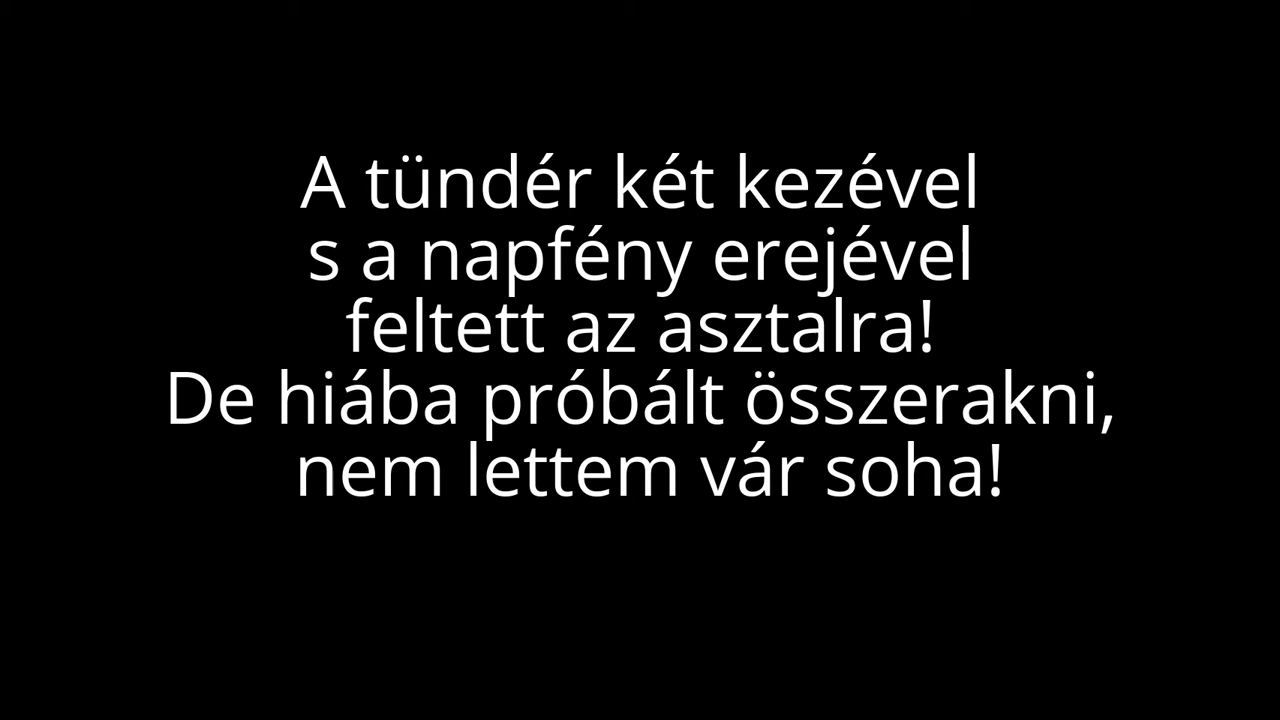 A tündér két kezével
s a napfény erejével
feltett az asztalra!
De hiába próbált összerakni,
nem lettem vár soha!